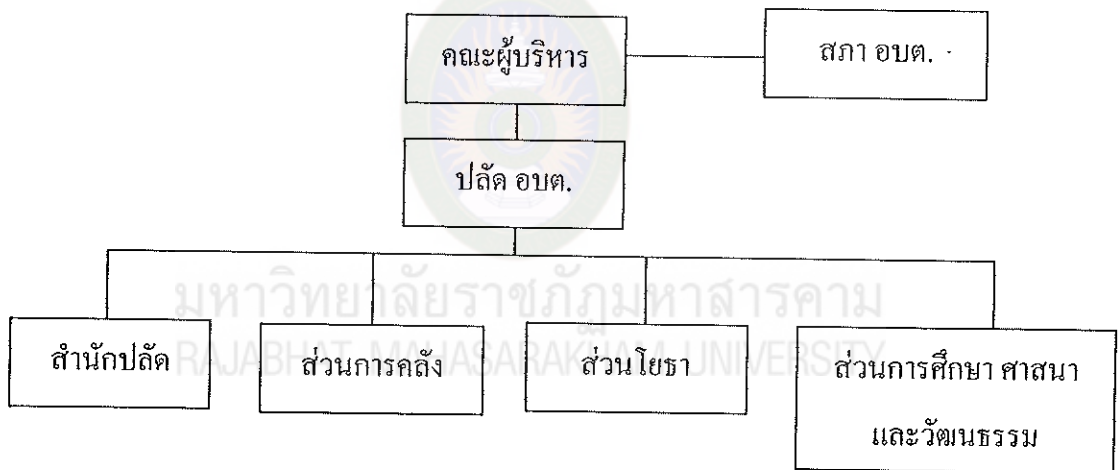 คณะผู้บริหาร
สภา อบต.
ปลัด อบต.
มหาวิทยาลัยราชภัฏมหาสารคาม
RAJABHAT MAHASARAKHAM UNIVERSITY
สำนักปลัด
ส่วนการคลัง
ส่วนโยธา
ส่วนการศึกษา ศาสนา
และวัฒนธรรม